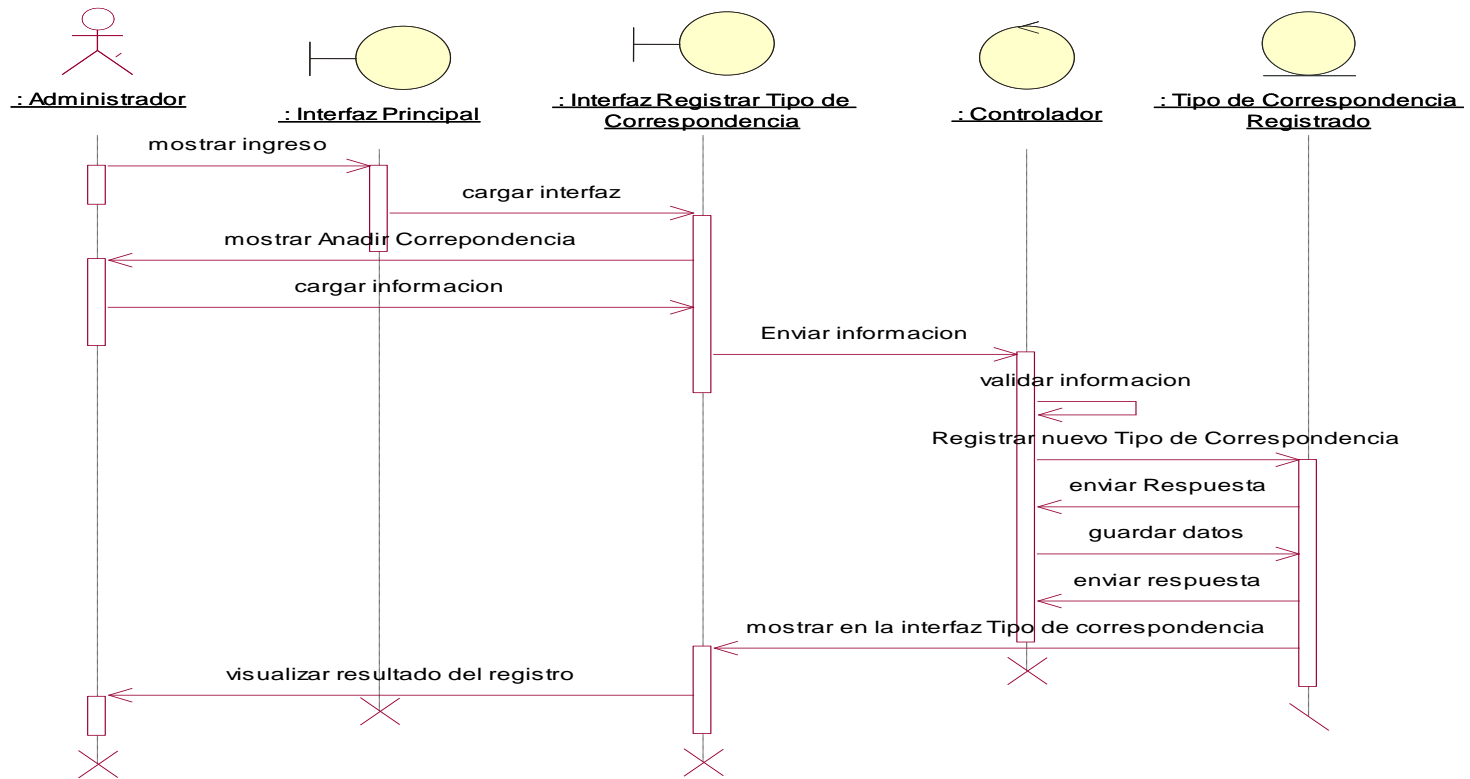 : Administrador
: Interfaz Principal
: Interfaz Registrar Tipo de
Correspondencia
: Controlador
: Tipo de Correspondencia
Registrado
mostrar ingreso
cargar interfaz
mostrar Anadir Correpondencia
cargar informacion
Enviar informacion
validar informacion
Registrar nuevo Tipo de Correspondencia
enviar Respuesta
guardar datos
enviar respuesta
mostrar en la interfaz Tipo de correspondencia
visualizar resultado del registro